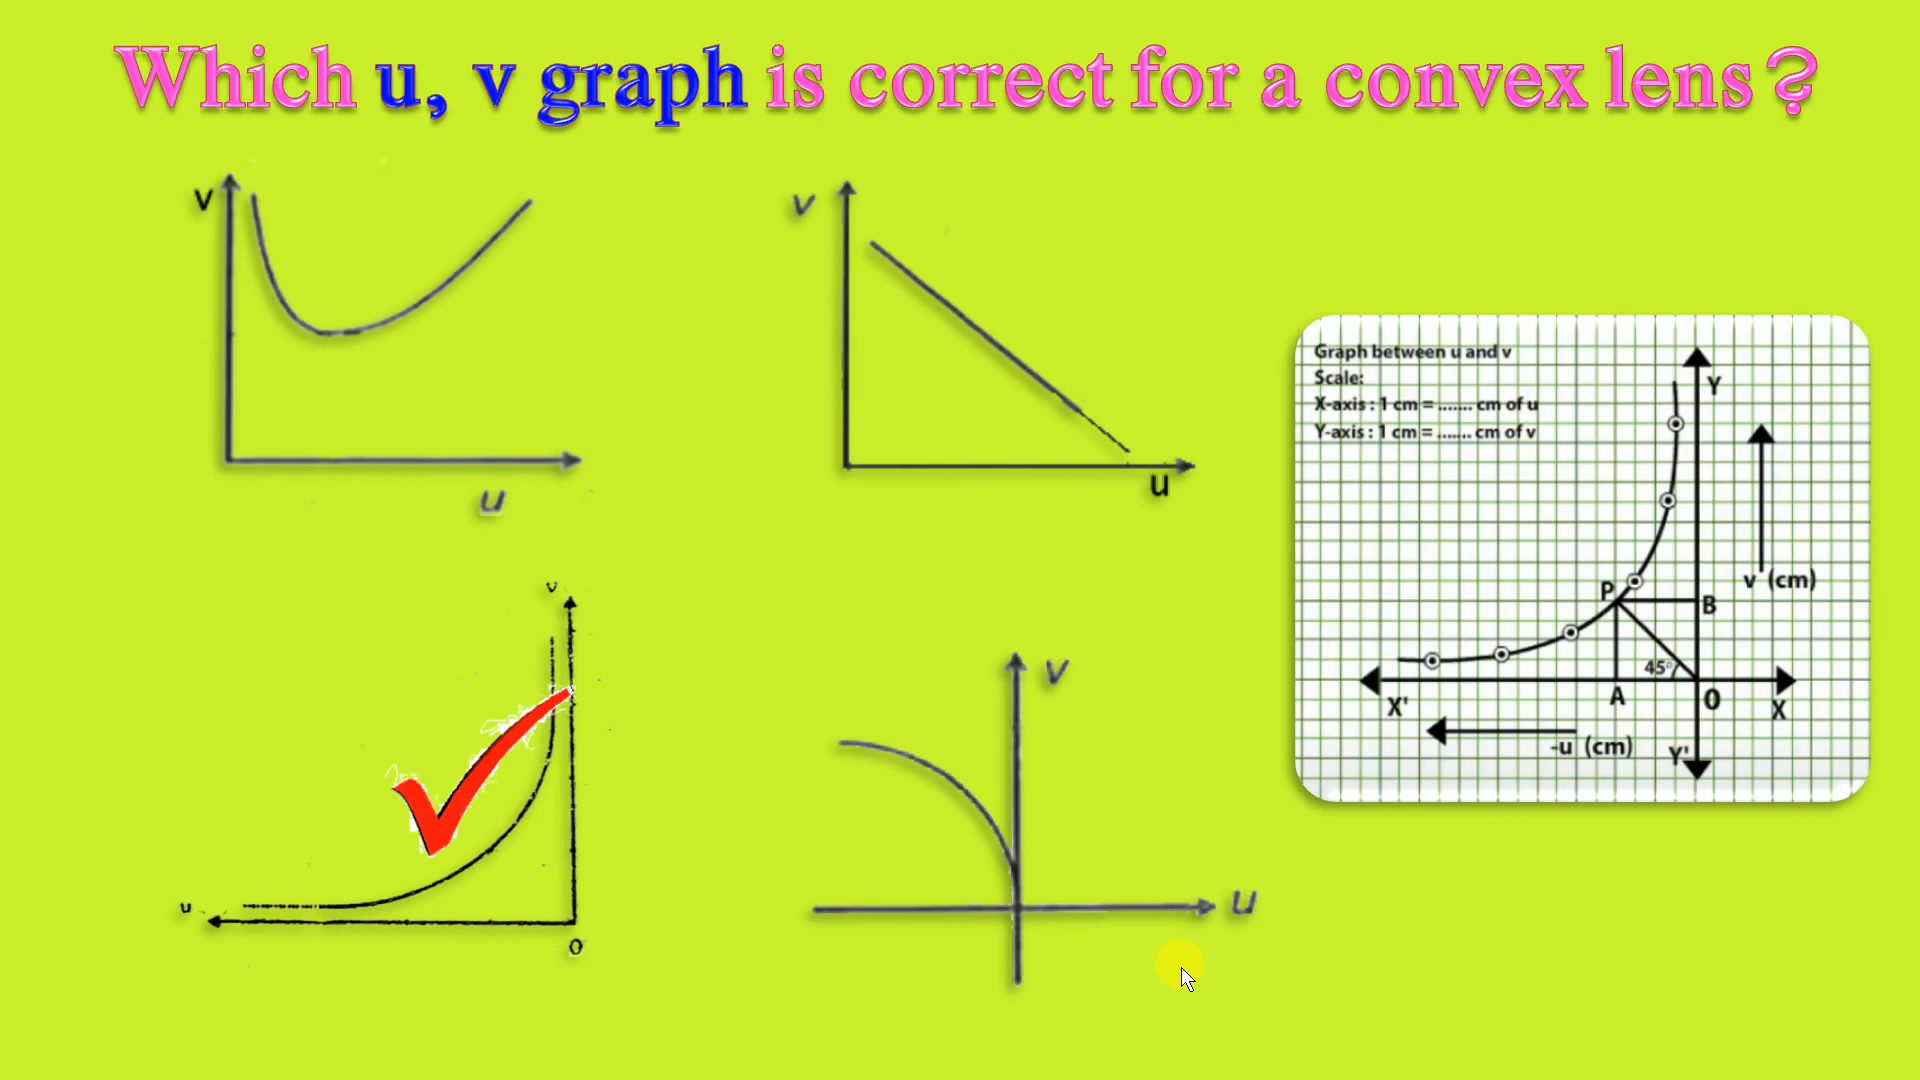 Which u, v graph is correct for a convex lens ?
v
u
v
u
Graph between u and v
Scale:
X-axis : 1 cm = ....... cm of u
Y-axis : 1 cm = ....... cm of v
Y
v (cm)
P
B
45°
X'
A
O
X
-u (cm)
Y'
v
u
O
v
u